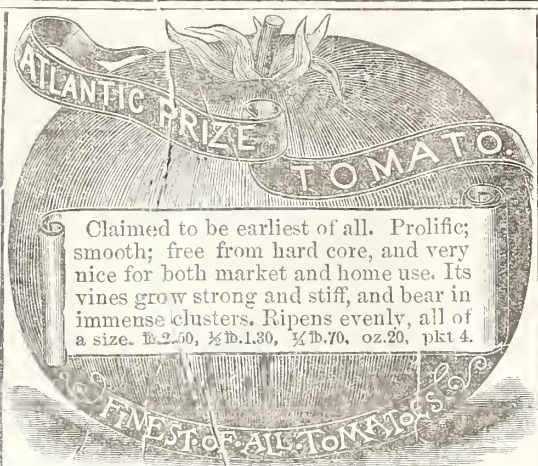 ATLANTIC PRIZE
TOMATO.
Claimed to be earliest of all. Prolific;
smooth; free from hard core, and very
nice for both market and home use. Its
vines grow strong and stiff, and bear in
immense clusters. Ripens evenly, all of
a size. ℔.2.50, ½℔.1.30, ¼℔.70, oz.20, pkt 4.
FINEST·OF·ALL·TOMATOES